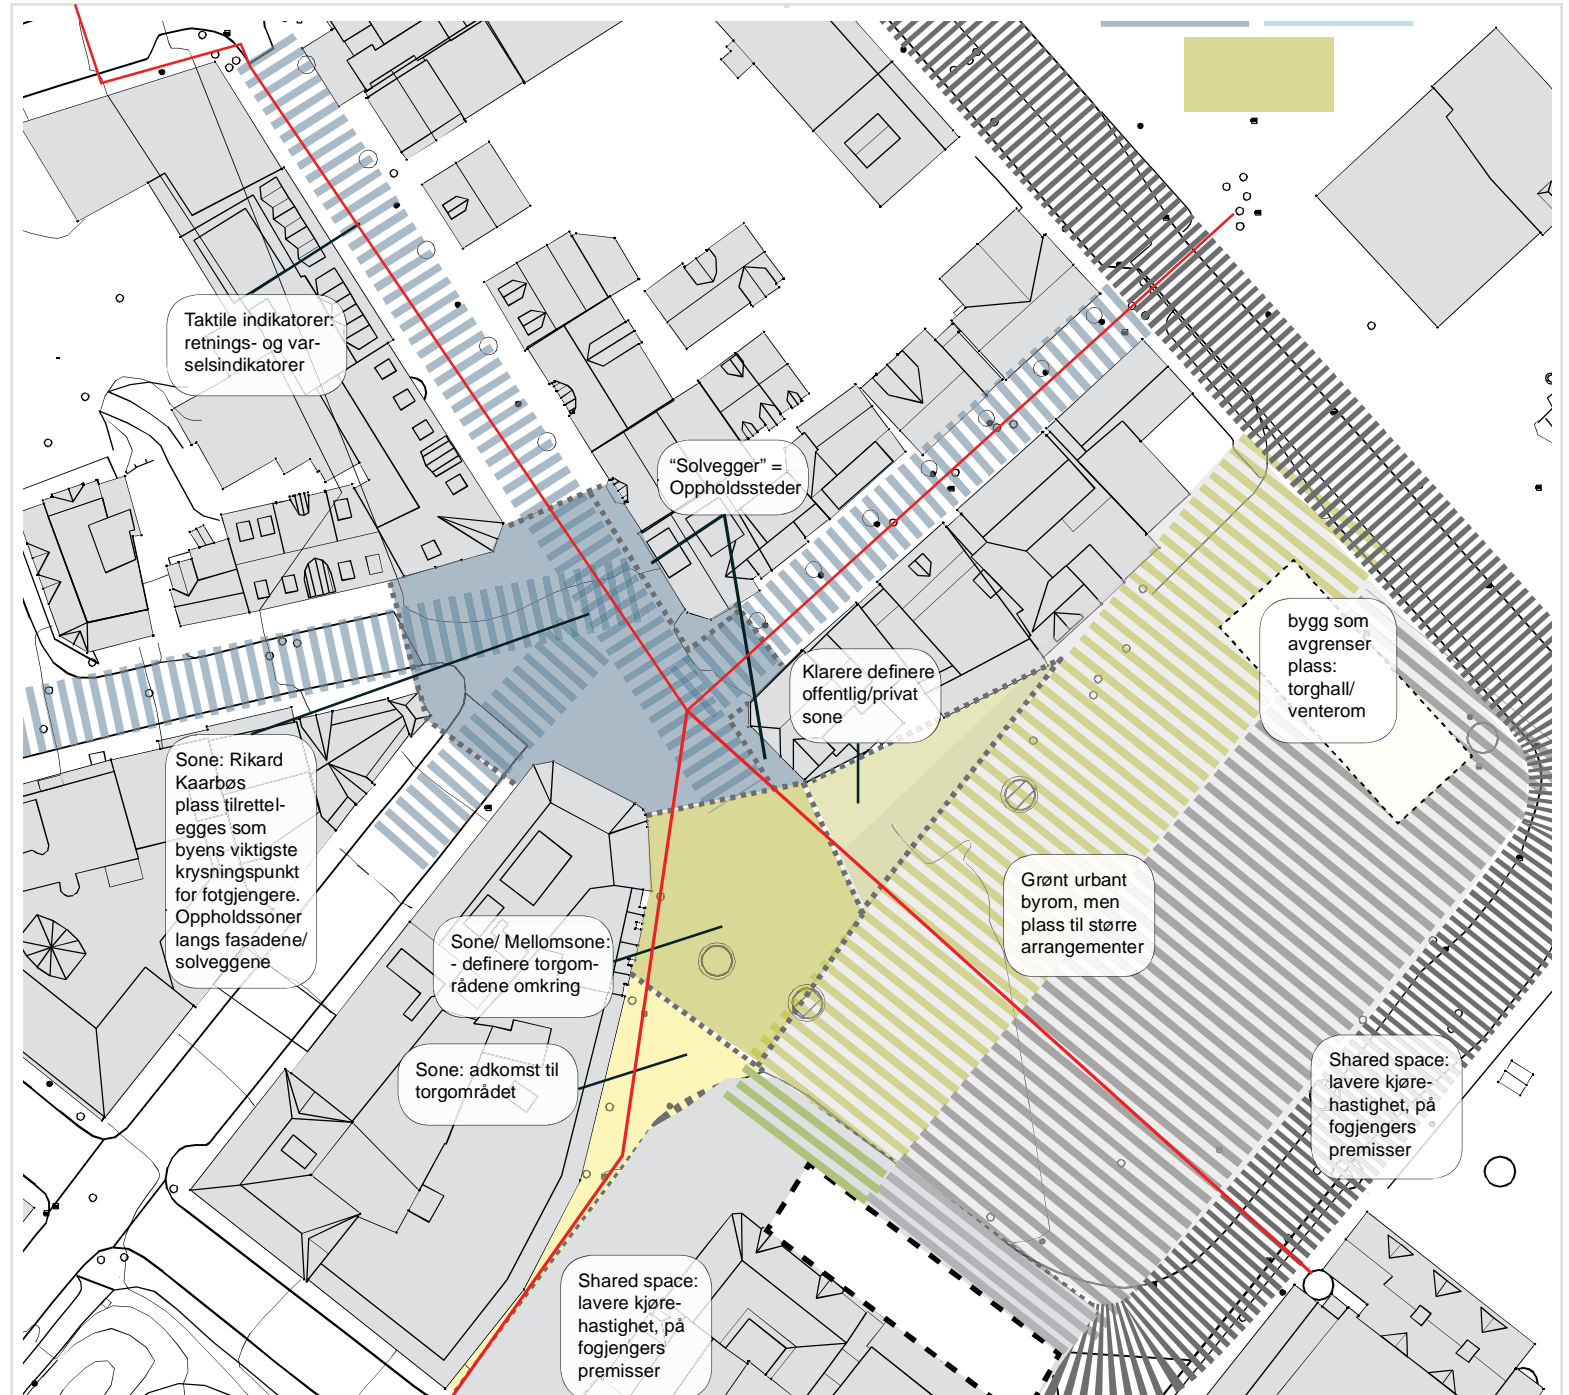 Taktile indikatorer:
retnings- og var-
selsindikatorer
“Solvegger” =
Oppholdssteder
bygg som
avgrenser
plass:
torghall/
venterom
Klarere definere
offentlig/privat
sone
Sone: Rikard
Kaarbøs
plass tilrettel-
egges som
byens viktigste
krysningspunkt
for fotgjengere.
Oppholdssoner
langs fasadene/
solveggene
Grønt urbant
byrom, men
plass til større
arrangementer
Sone/ Mellomsone:
- definere torgom-
rådene omkring
Sone: adkomst til
torgområdet
Shared space:
lavere kjøre-
hastighet, på
fogjengers
premisser
Shared space:
lavere kjøre-
hastighet, på
fogjengers
premisser